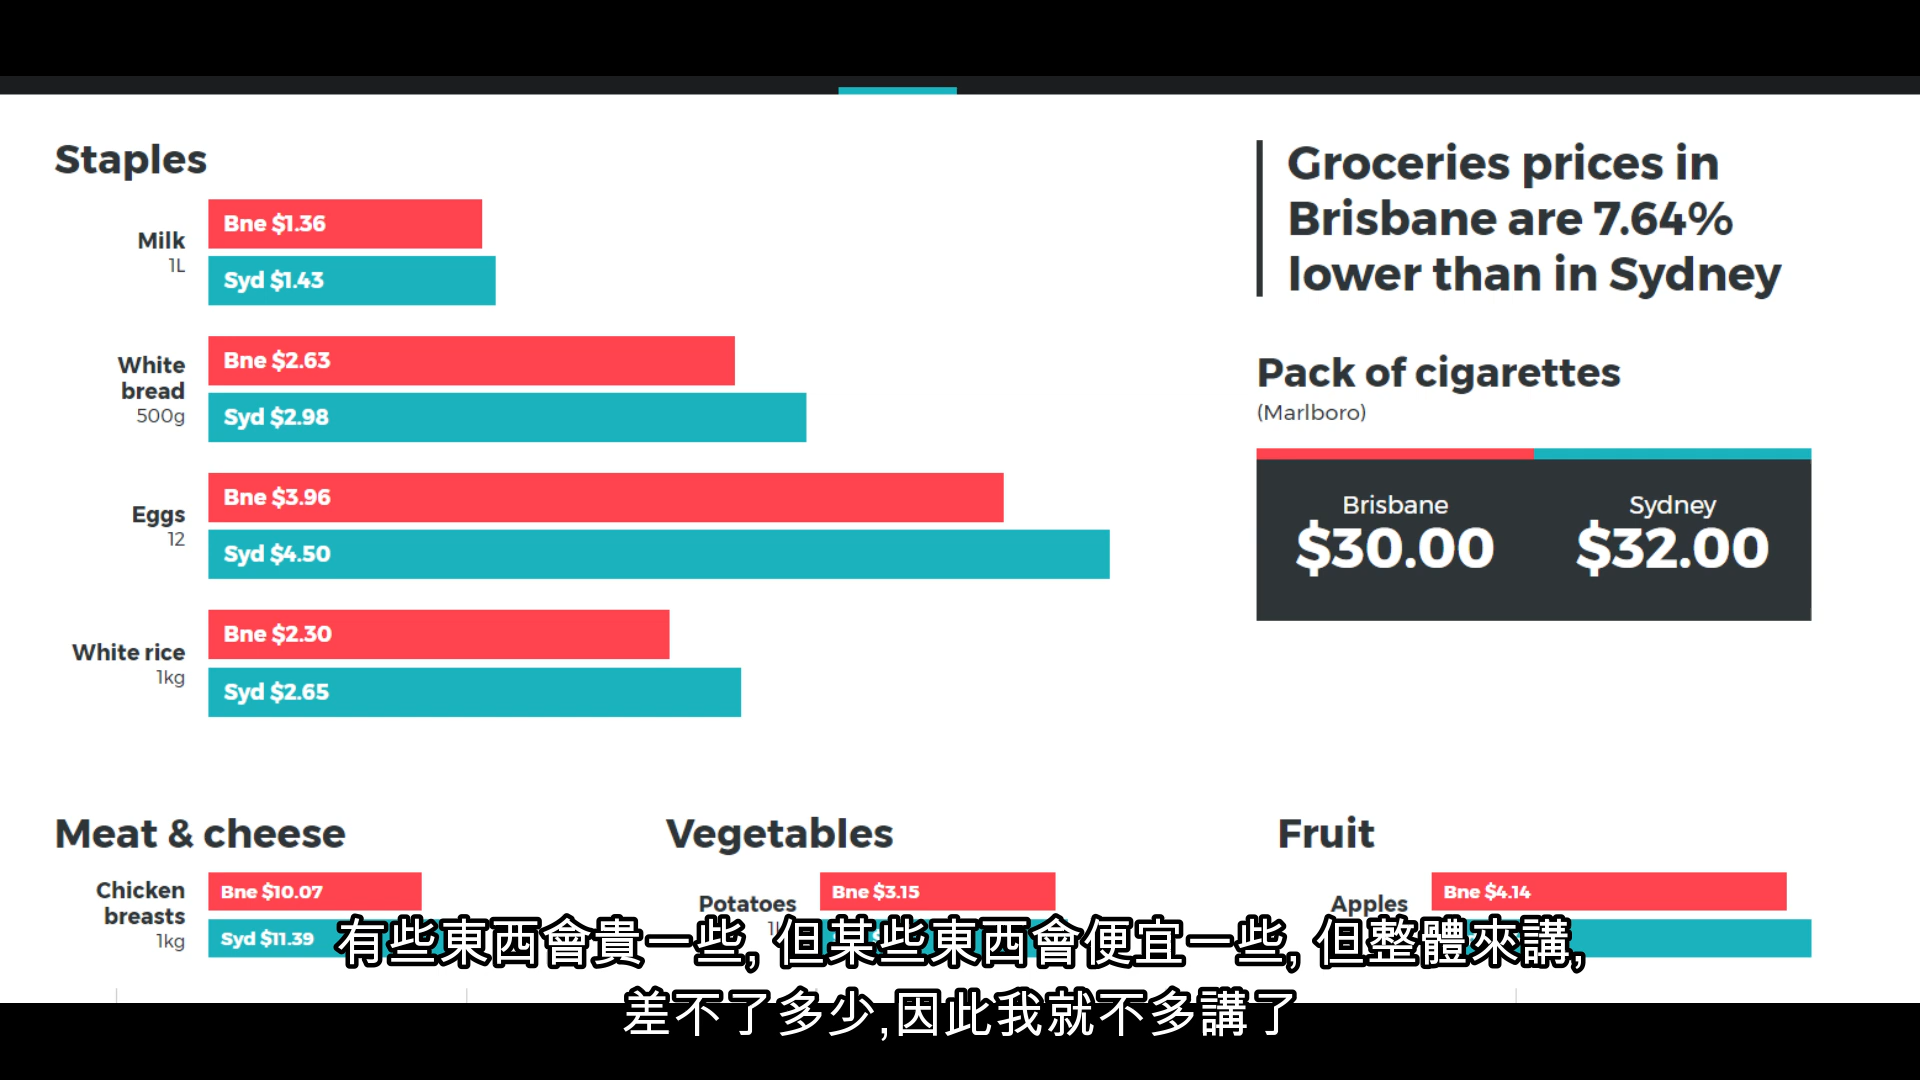 Staples
Milk
1L
Bne $1.36
Syd $1.43
White
bread
500g
Bne $2.63
Syd $2.98
Eggs
12
Bne $3.96
Syd $4.50
White rice
1kg
Bne $2.30
Syd $2.65
Groceries prices in
Brisbane are 7.64%
lower than in Sydney
Pack of cigarettes
(Marlboro)
Brisbane
$30.00
Sydney
$32.00
Meat & cheese
Chicken
breasts
1kg
Bne $10.07
Syd $11.39
Vegetables
Potatoes
Bne $3.15
Fruit
Apples
Bne $4.14
有些東西會貴一些, 但某些東西會便宜一些, 但整體來講,
差不了多少,因此我就不多講了